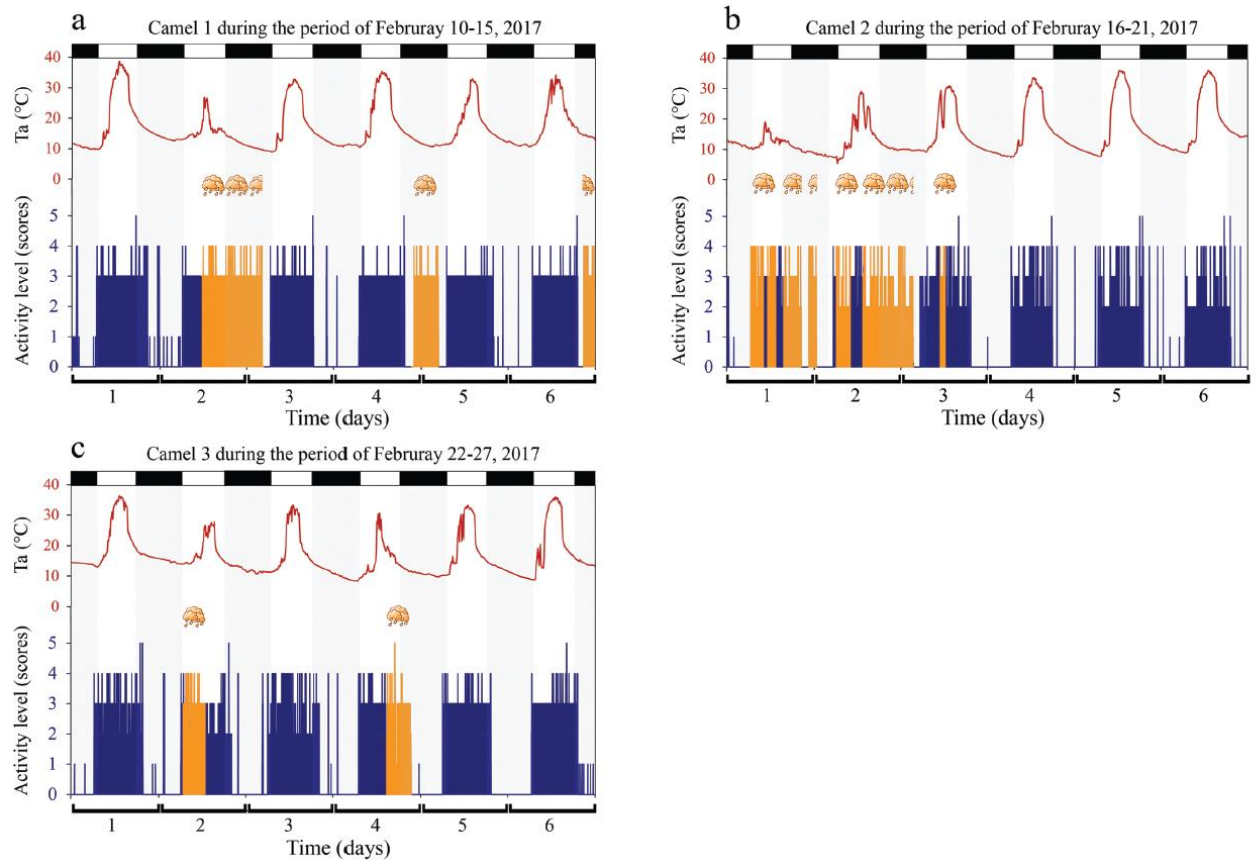 a
Camel 1 during the period of Februray 10-15, 2017
40
30
20
10
0
Ta (°C)
5
4
3
2
1
0
Activity level (scores)
1 2 3 4 5 6
Time (days)
b
Camel 2 during the period of Februray 16-21, 2017
40
30
20
10
0
Ta (°C)
5
4
3
2
1
0
Activity level (scores)
1 2 3 4 5 6
Time (days)
c
Camel 3 during the period of Februray 22-27, 2017
40
30
20
10
0
Ta (°C)
5
4
3
2
1
0
Activity level (scores)
1 2 3 4 5 6
Time (days)